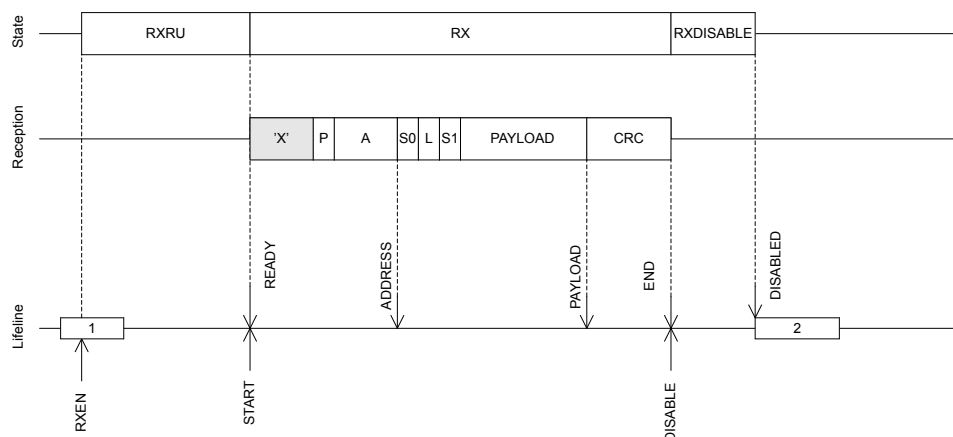 State
RXRU
RX
RXDISABLE
Reception
'X'
P
A
S0
L
S1
PAYLOAD
CRC
READY
ADDRESS
PAYLOAD
END
DISABLED
Lifeline
1
2
RXEN
START
DISABLE